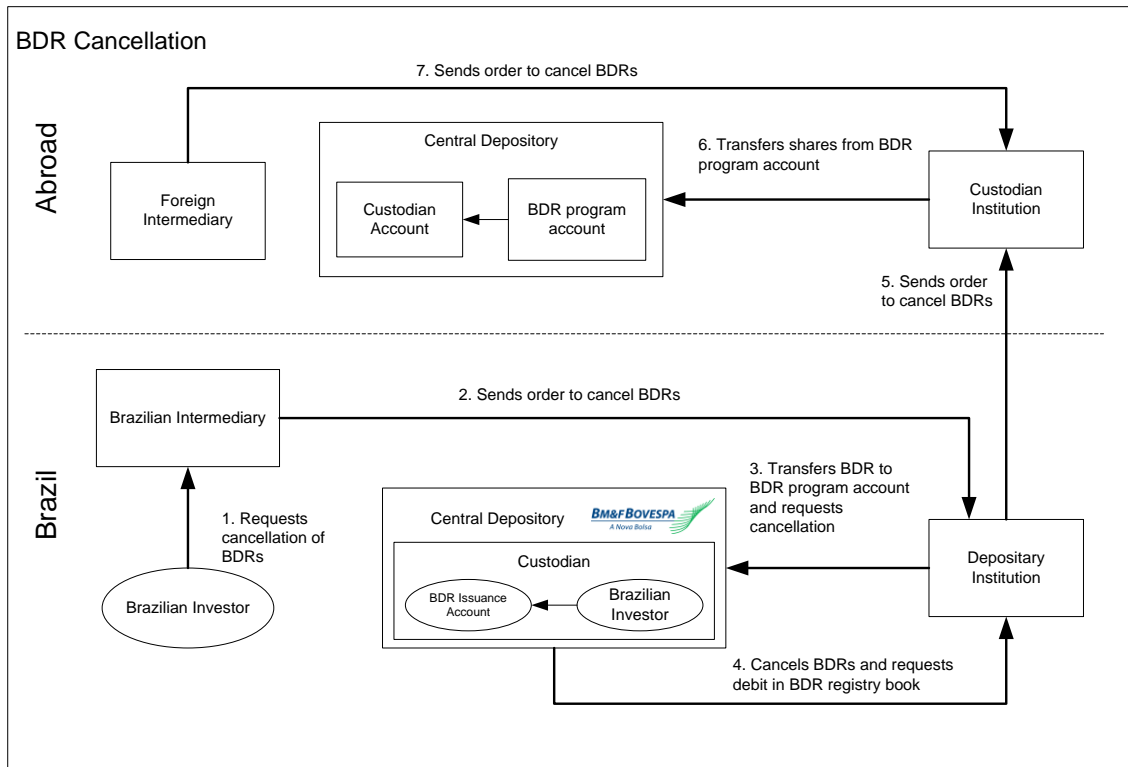 BDR Cancellation
7. Sends order to cancel BDRs
Abroad
Central Depository
6. Transfers shares from BDR
program account
Foreign
Intermediary
Custodian
Account
BDR program
account
Custodian
Institution
5. Sends order
to cancel BDRs
Brazil
Brazilian Intermediary
2. Sends order to cancel BDRs
3. Transfers BDR to
BDR program account
and requests
cancellation
1. Requests
cancellation of
BDRs
Central Depository
BM&FBOVESPA
A Nova Bolsa
Custodian
BDR Issuance
Account
Brazilian
Investor
Depositary
Institution
Brazilian Investor
4. Cancels BDRs and requests
debit in BDR registry book